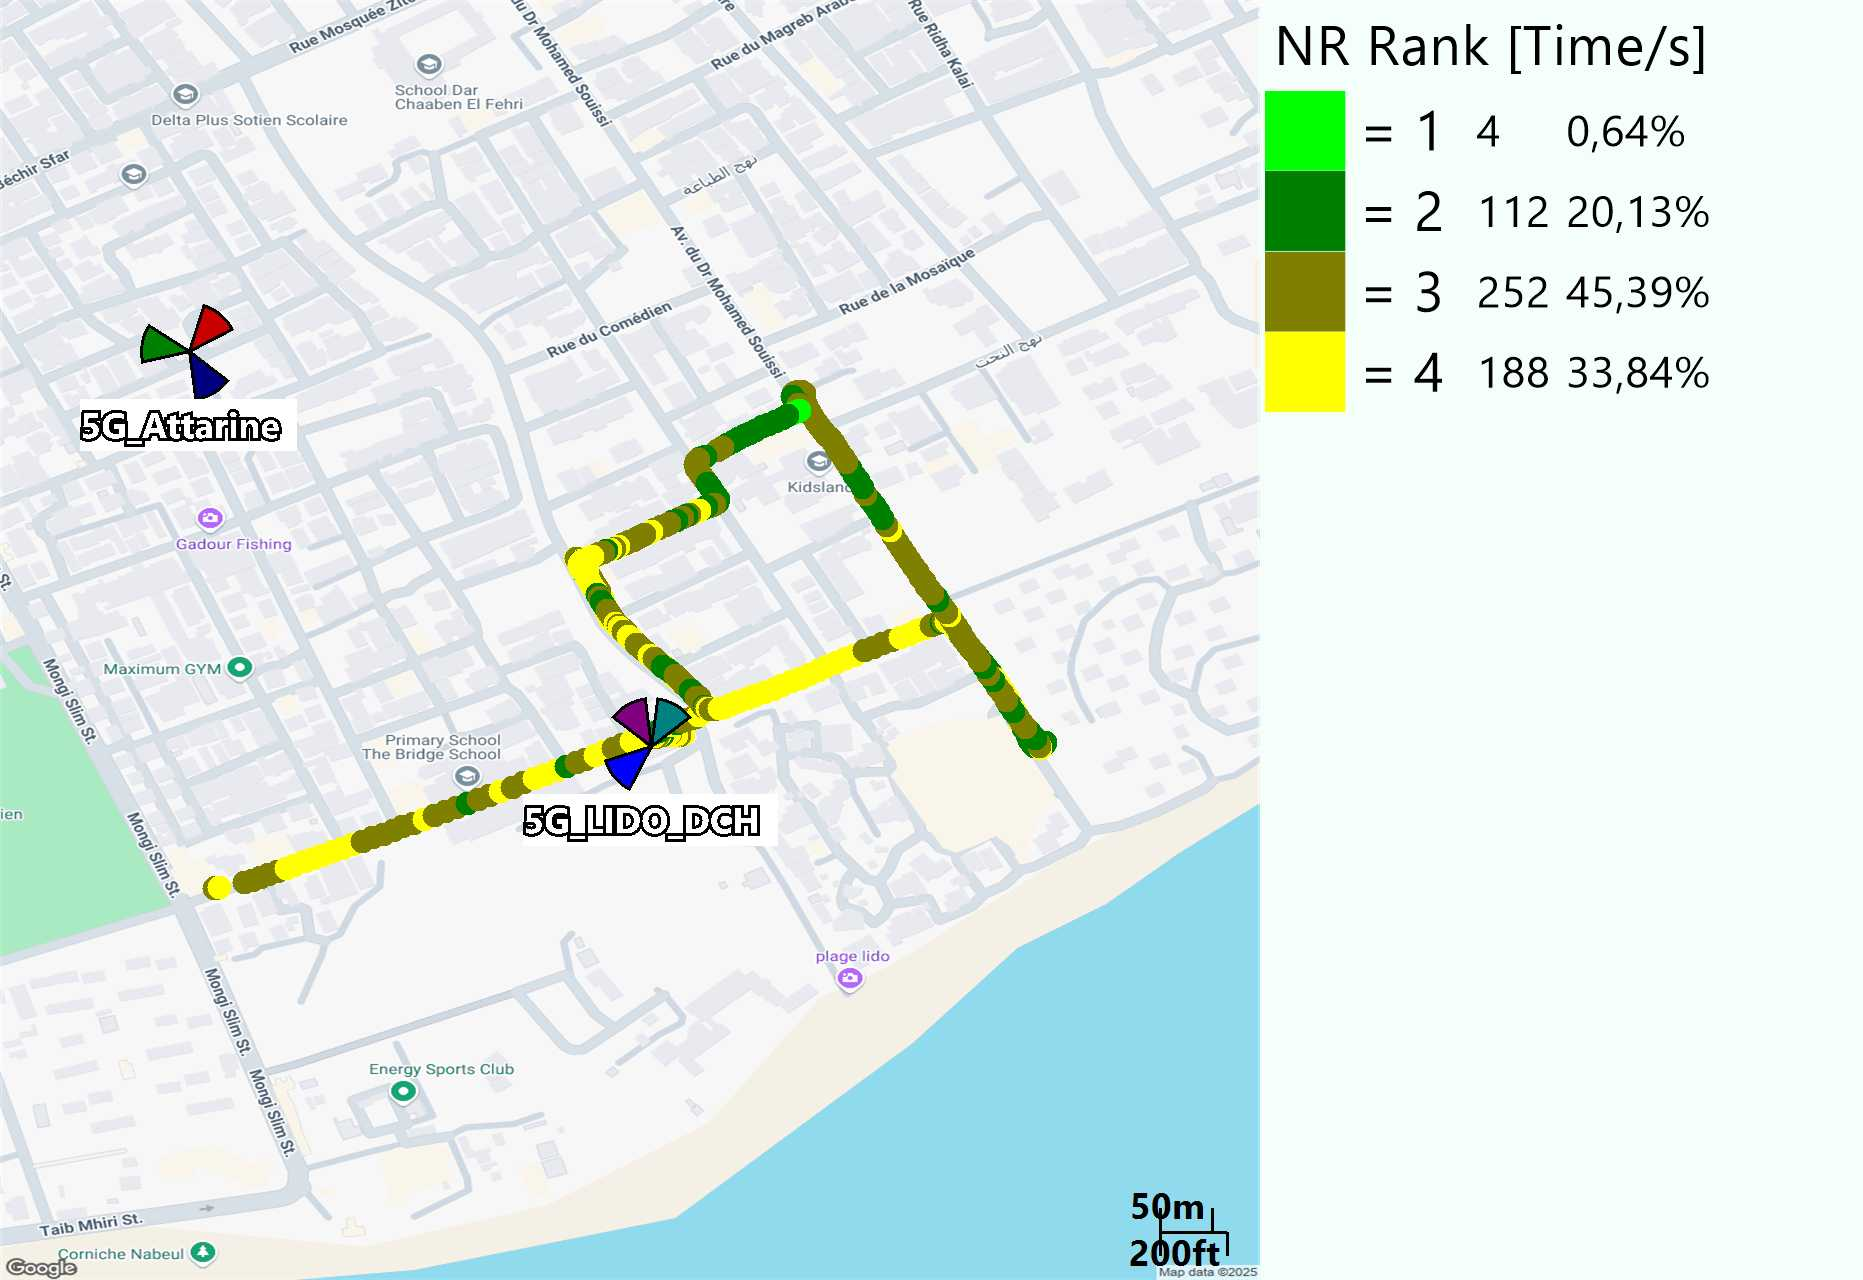 Rue Mosquée Zito
du Dr Mohamed Souissi
Rue du Magreb Arabe
Rue Ridha Kalai
School Dar
Chaaben El Fehri
Delta Plus Sotien Scolaire
Béchir Sfar
نهج الطباعة
Av. du Dr Mohamed Souissi
Rue de la Mosaïque
Rue du Comédien
نهج النحت
5G_Attarine
Kidsland
Gadour Fishing
St.
Maximum GYM
Mongi Slim St.
Primary School
The Bridge School
5G_LIDO_DCH
ien
Mongi Slim St.
plage lido
Mongi Slim St.
Energy Sports Club
Mongi Slim St.
Taib Mhiri St.
Corniche Nabeul
Google
50m
200ft
Map data ©2025
NR Rank [Time/s]
= 1 4 0,64%
= 2 112 20,13%
= 3 252 45,39%
= 4 188 33,84%